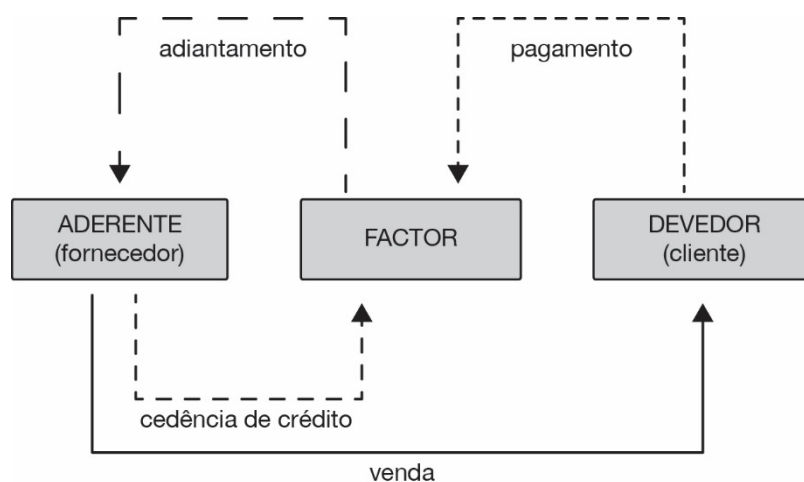 adiantamento
pagamento
ADERENTE
(fornecedor)
FACTOR
DEVEDOR
(cliente)
cedência de crédito
venda